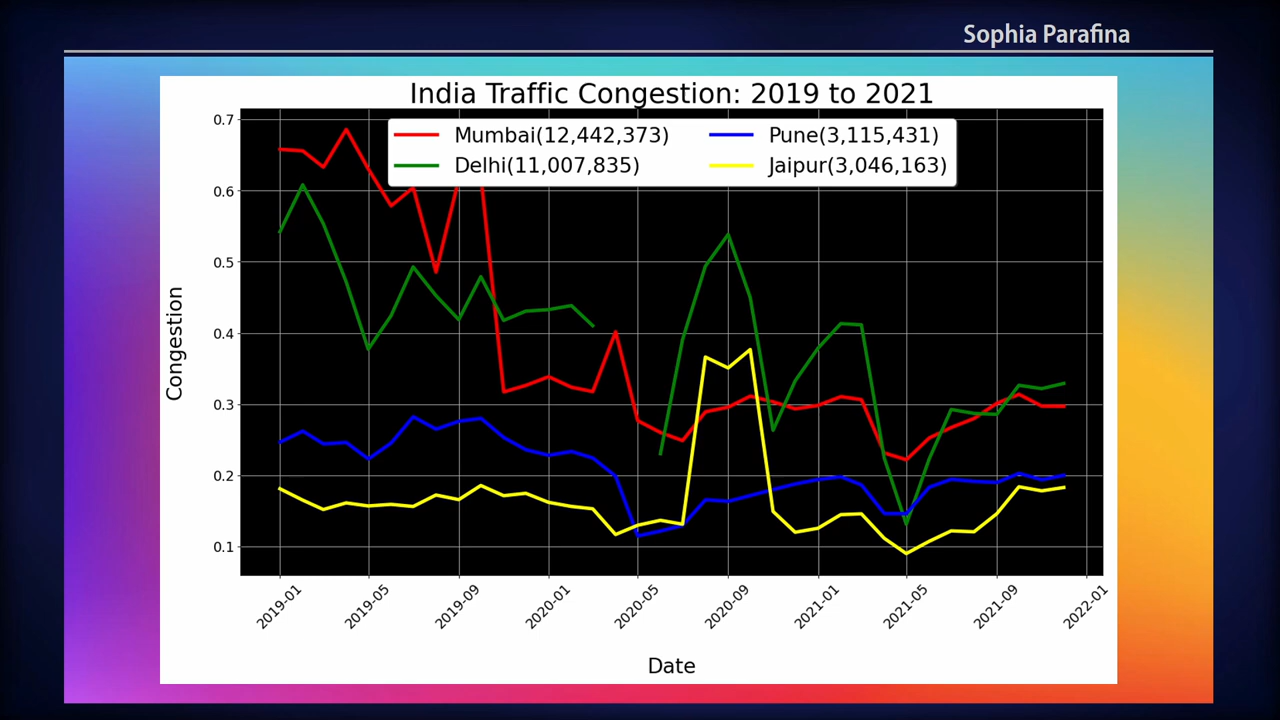 Sophia Parafina
India Traffic Congestion: 2019 to 2021
Mumbai(12,442,373)
Delhi(11,007,835)
Pune(3,115,431)
Jaipur(3,046,163)
Congestion
0.7
0.6
0.5
0.4
0.3
0.2
0.1
2019-01
2019-05
2019-09
2020-01
2020-05
2020-09
2021-01
2021-05
2021-09
2022-01
Date